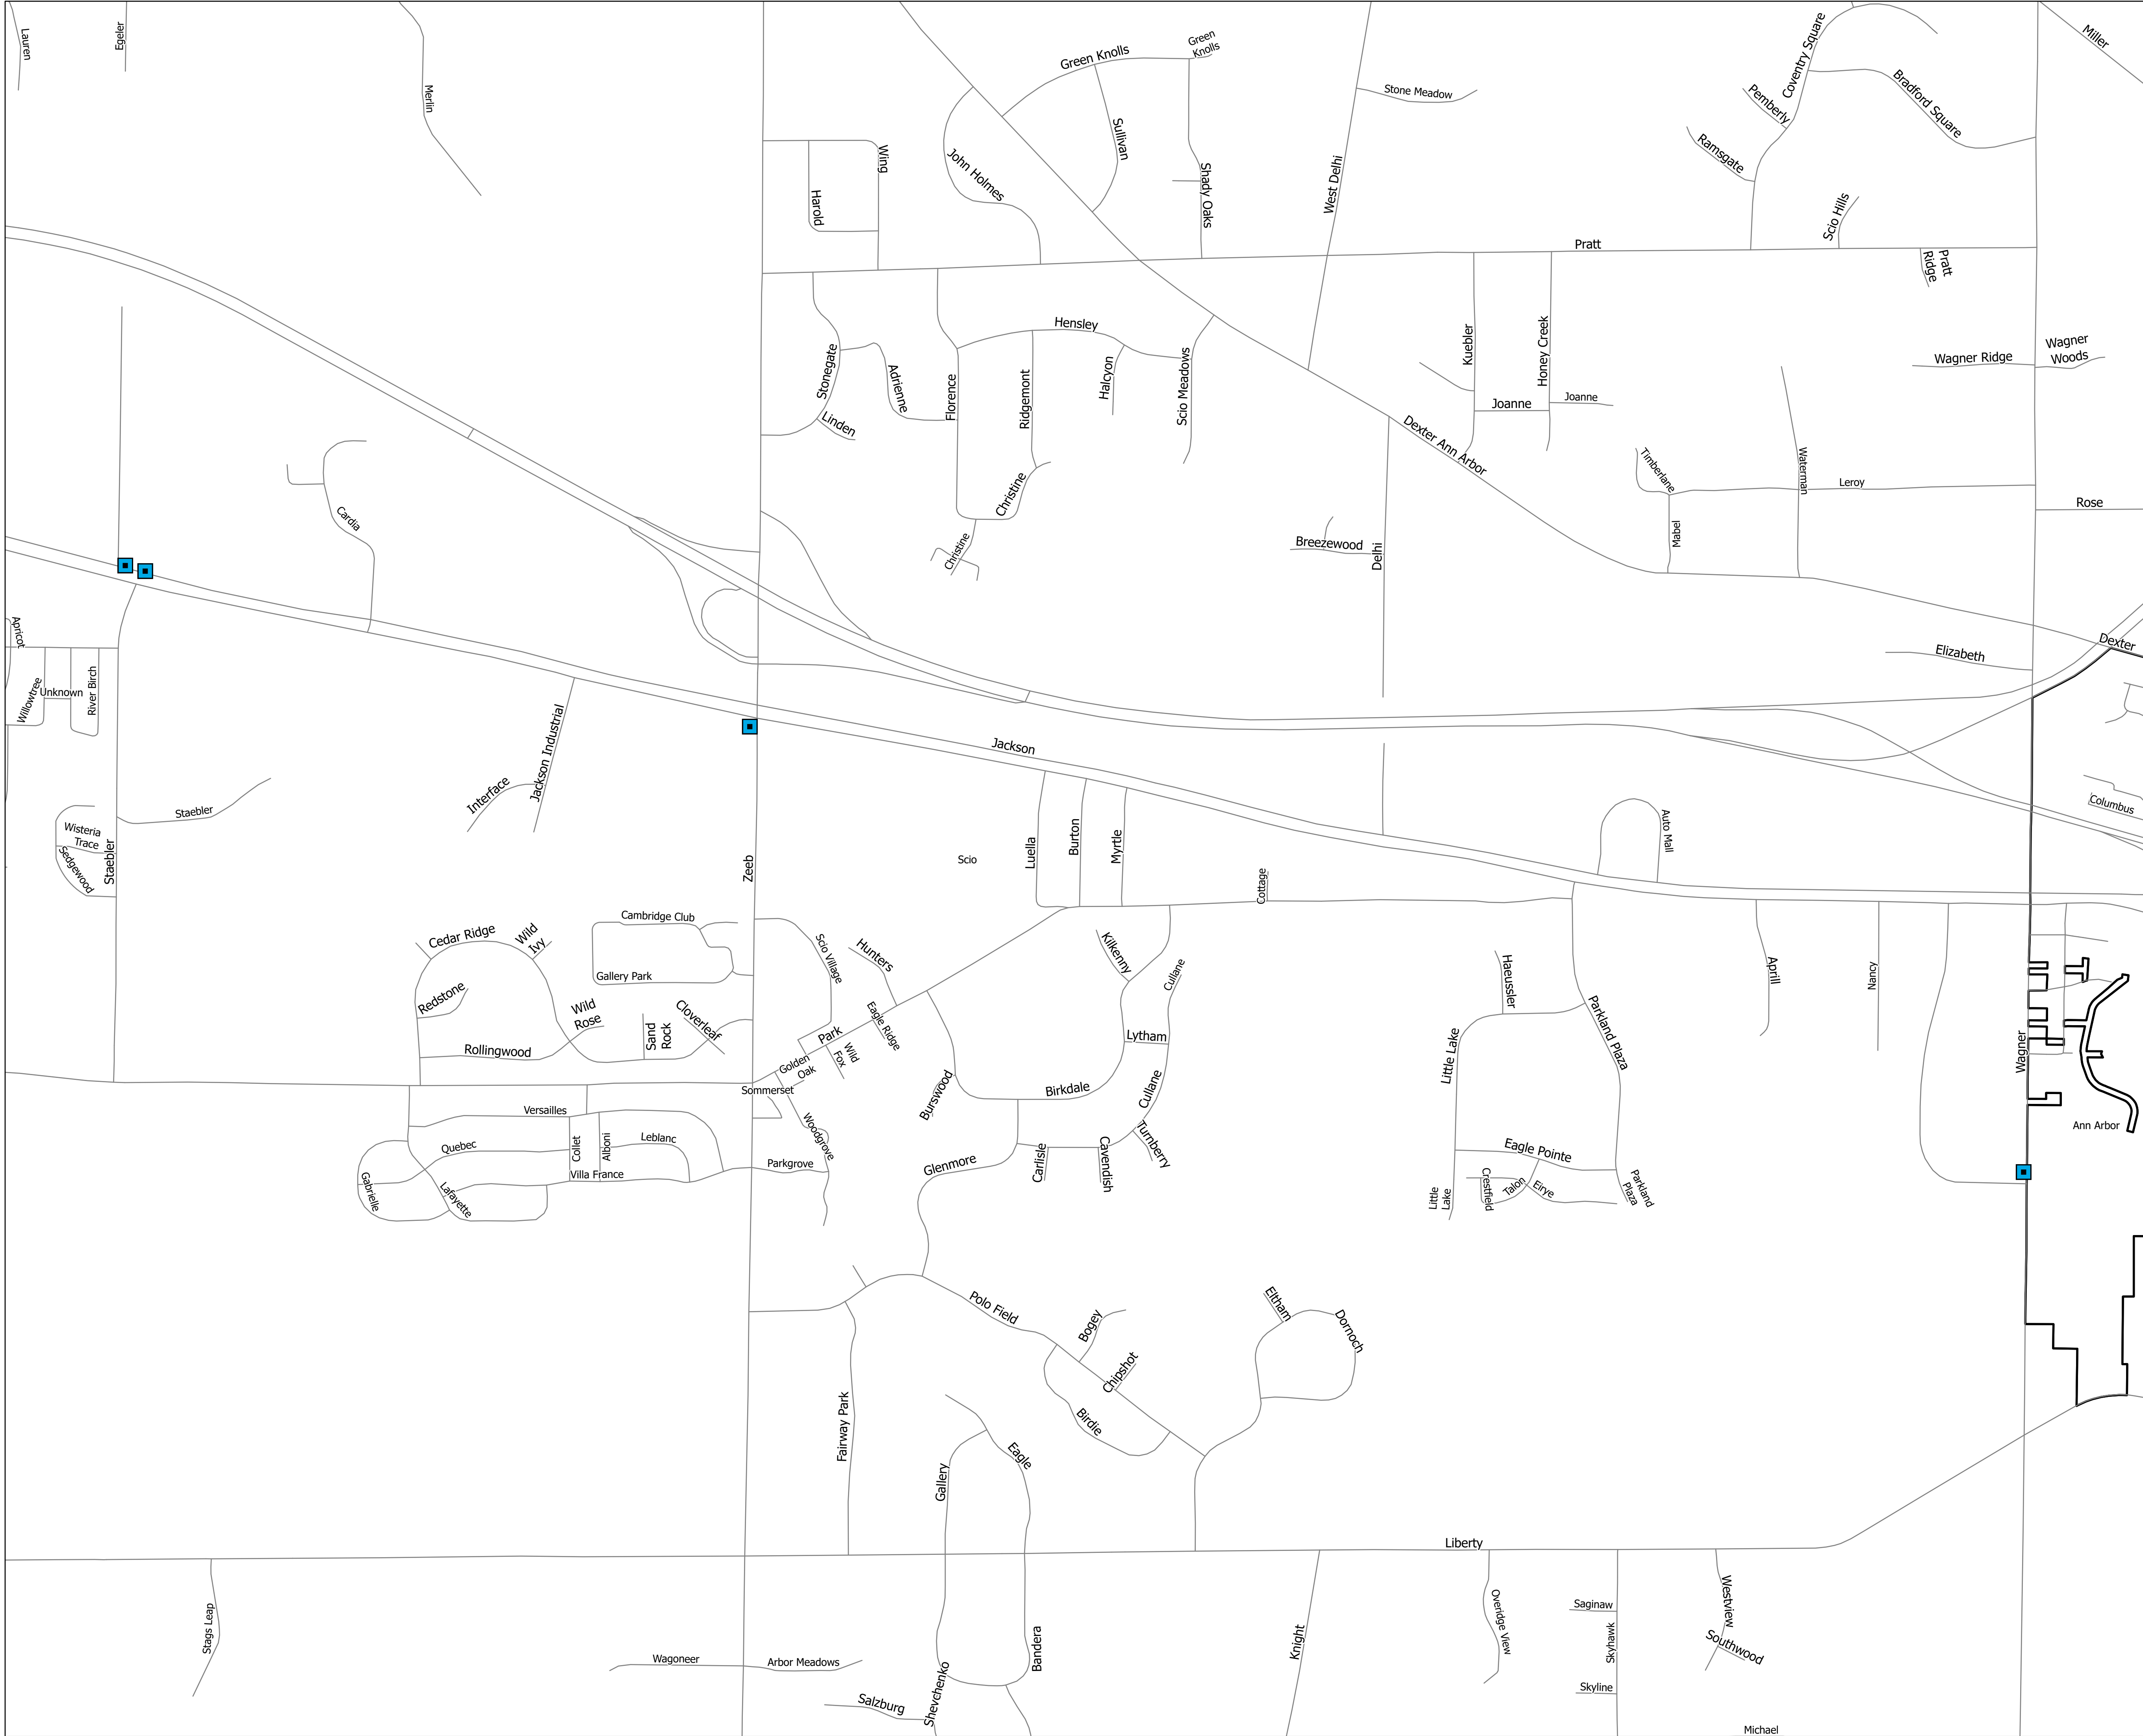 Lauren
Egeler
Merlin
Green Knolls
Green
Knolls
Coventry Square
Miller
Stone Meadow
Pemberly
Bradford Square
Sullivan
Wing
John Holmes
Harold
Shady Oaks
West Delhi
Ramsgate
Scio Hills
Pratt
Pratt
Ridge
Hensley
Stonegate
Adrienne
Linden
Florence
Ridgemont
Halcyon
Scio Meadows
Kuebler
Honey Creek
Joanne
Joanne
Wagner Ridge
Wagner
Woods
Dexter Ann Arbor
Timberlane
Waterman
Leroy
Rose
Mabel
Cardia
Christine
Christine
Breezewood
Delhi
Apricot
Willowtree
Unknown
River Birch
Elizabeth
Dexter
Jackson Industrial
Interface
Jackson
Staebler
Wisteria
Trace
Sedgewood
Staebler
Zeeb
Scio
Luella
Burton
Myrtle
Cottage
Auto Mall
Columbus
Cambridge Club
Gallery Park
Cedar Ridge
Wild
Ivy
Redstone
Wild
Rose
Sand
Rock
Cloverleaf
Rollingwood
Scio Village
Hunters
Eagle Ridge
Park
Wild
Fox
Golden
Oak
Sommerset
Woodgrove
Parkgrove
Kilkenny
Cullane
Lytham
Cullane
Birkdale
Burswood
Turnberry
Cavendish
Carlisle
Glenmore
Haeussler
Little Lake
Parkland Plaza
Aprill
Nancy
Wagner
Ann Arbor
Versailles
Quebec
Collet
Alboni
Leblanc
Villa France
Gabrielle
Lafayette
Eagle Pointe
Crestfield
Talon
Eirye
Parkland
Plaza
Little
Lake
Polo Field
Bogey
Chipshot
Birdie
Eltham
Dornoch
Fairway Park
Gallery
Eagle
Liberty
Stags Leap
Wagoneer
Arbor Meadows
Salzburg
Shevchenko
Bandera
Knight
Overidge View
Saginaw
Skyhawk
Skyline
Westview
Southwood
Michael